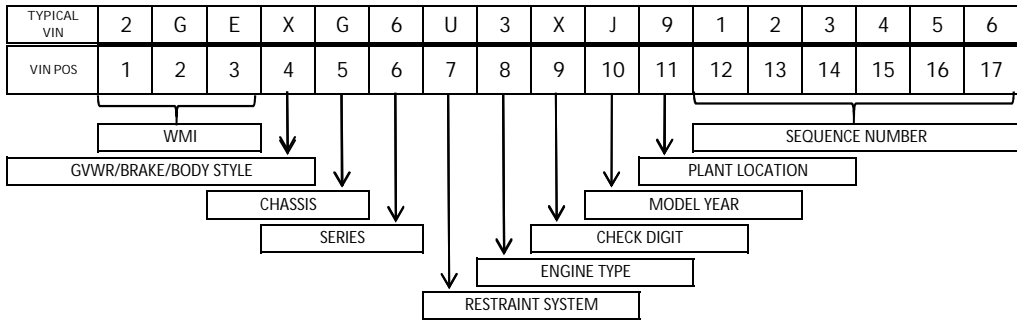 TYPICAL VIN 2 G E X G 6 U 3 X J 9 1 2 3 4 5 6
VIN POS 1 2 3 4 5 6 7 8 9 10 11 12 13 14 15 16 17
WMI SEQUENCE NUMBER
GVWR/BRAKE/BODY STYLE PLANT LOCATION
CHASSIS MODEL YEAR
SERIES CHECK DIGIT
ENGINE TYPE
RESTRAINT SYSTEM